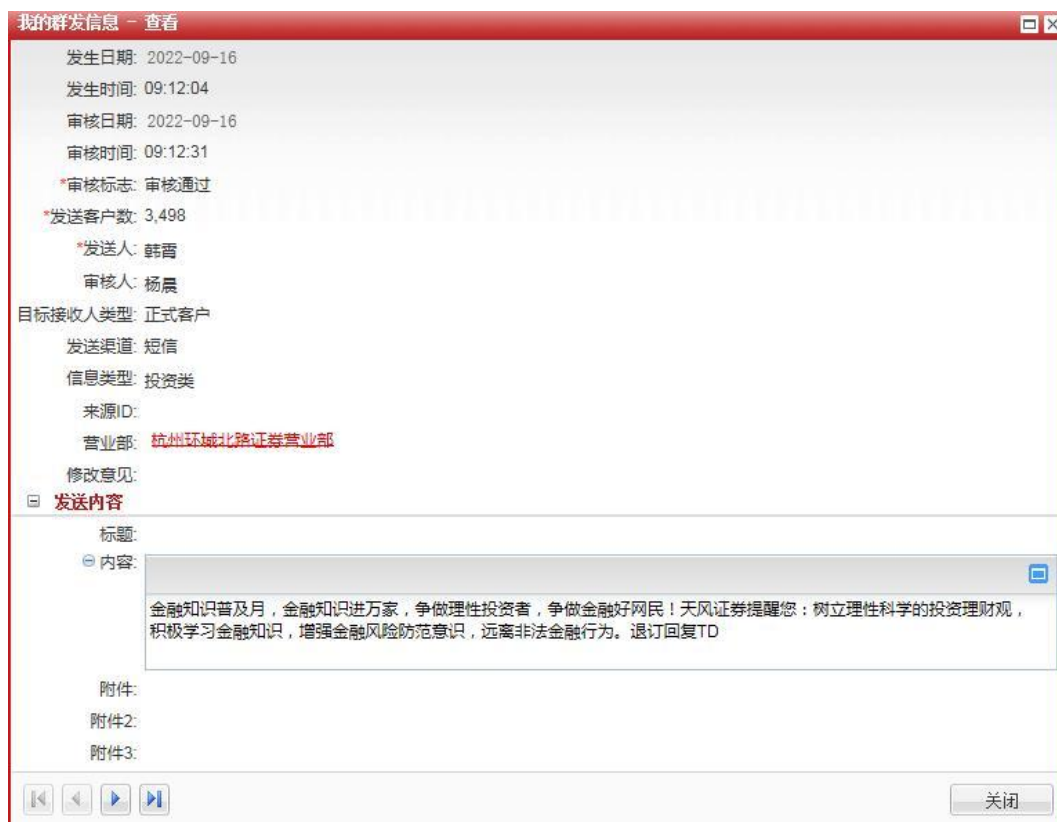 我的群发信息 - 查看
发生日期: 2022-09-16
发生时间: 09:12:04
审核日期: 2022-09-16
审核时间: 09:12:31
*审核标志: 审核通过
*发送客户数: 3,498
*发送人: 韩霄
审核人: 杨晨
目标接收人类型: 正式客户
发送渠道: 短信
信息类型: 投资类
来源ID:
营业部: 杭州环城北路证券营业部
修改意见:
发送内容
标题:
内容:
金融知识普及月，金融知识进万家，争做理性投资者，争做金融好网民！天风证券提醒您：树立理性科学的投资理财观，
积极学习金融知识，增强金融风险防范意识，远离非法金融行为。退订回复TD
附件:
附件2:
附件3:
关闭